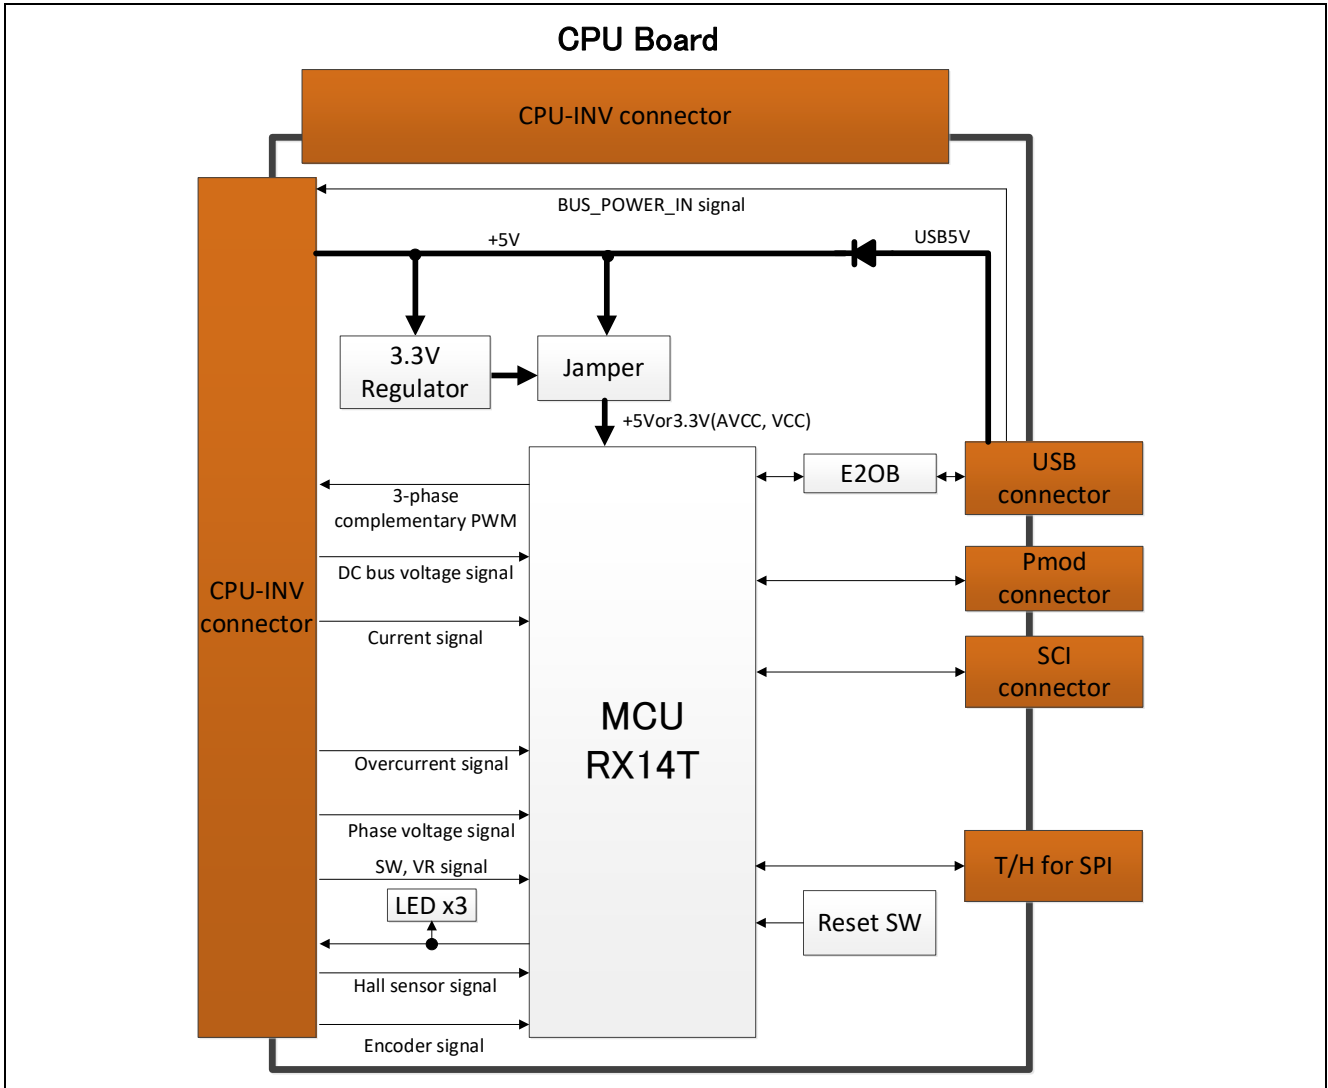 CPU Board
CPU-INV connector
BUS_POWER_IN signal
+5V
USB5V
3.3V
Regulator
Jamper
+5Vor3.3V(AVCC, VCC)
E2OB
USB
connector
3-phase
complementary PWM
DC bus voltage signal
Pmod
connector
CPU-INV
connector
Current signal
SCI
connector
MCU
RX14T
Overcurrent signal
Phase voltage signal
SW, VR signal
T/H for SPI
LED x3
Reset SW
Hall sensor signal
Encoder signal